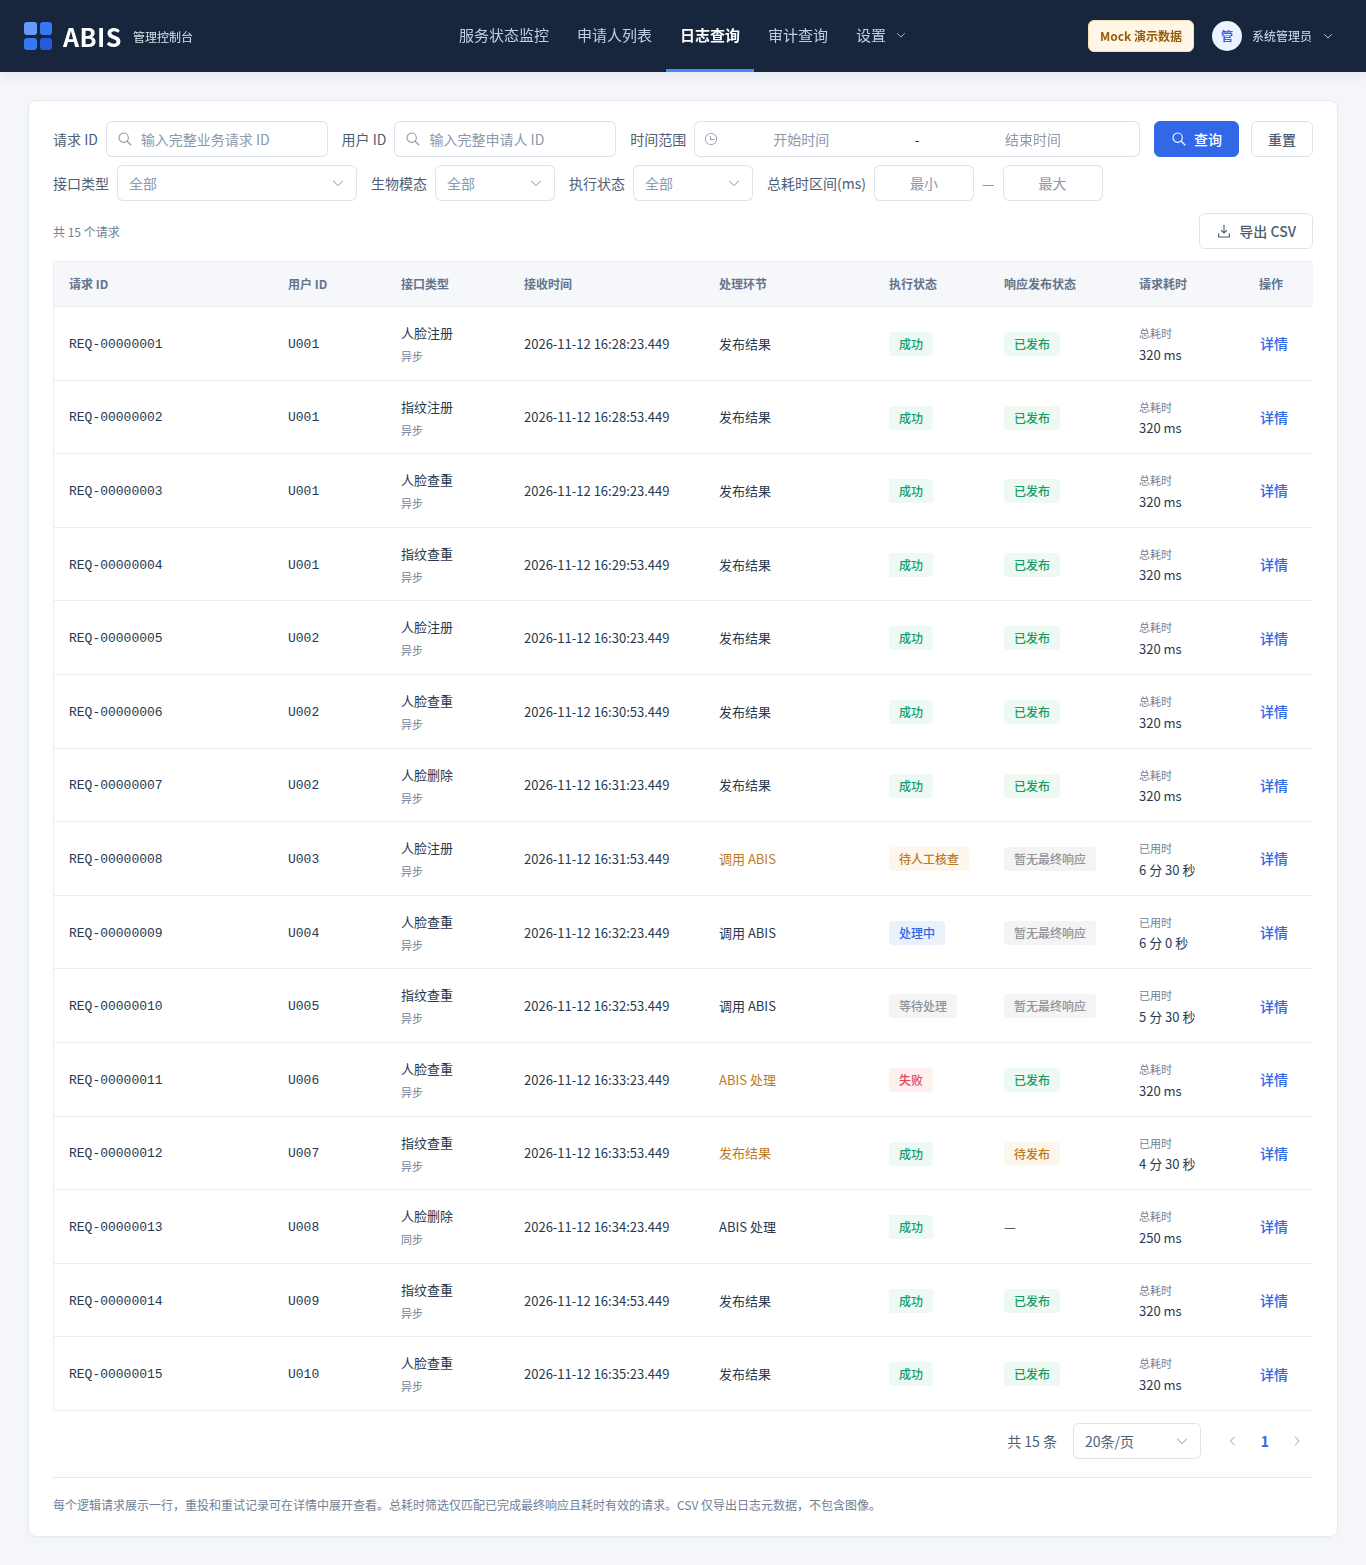 ABIS 管理控制台 服务状态监控 申请人列表 日志查询 审计查询 设置 Mock 演示数据 管 系统管理员
请求 ID 输入完整业务请求 ID 用户 ID 输入完整申请人 ID 时间范围 开始时间 - 结束时间 查询 重置
接口类型 全部 生物模态 全部 执行状态 全部 总耗时区间(ms) 最小 — 最大
共 15 个请求 导出 CSV
请求 ID 用户 ID 接口类型 接收时间 处理环节 执行状态 响应发布状态 请求耗时 操作
REQ-00000001 U001 人脸注册 异步 2026-11-12 16:28:23.449 发布结果 成功 已发布 总耗时 320 ms 详情
REQ-00000002 U001 指纹注册 异步 2026-11-12 16:28:53.449 发布结果 成功 已发布 总耗时 320 ms 详情
REQ-00000003 U001 人脸查重 异步 2026-11-12 16:29:23.449 发布结果 成功 已发布 总耗时 320 ms 详情
REQ-00000004 U001 指纹查重 异步 2026-11-12 16:29:53.449 发布结果 成功 已发布 总耗时 320 ms 详情
REQ-00000005 U002 人脸注册 异步 2026-11-12 16:30:23.449 发布结果 成功 已发布 总耗时 320 ms 详情
REQ-00000006 U002 人脸查重 异步 2026-11-12 16:30:53.449 发布结果 成功 已发布 总耗时 320 ms 详情
REQ-00000007 U002 人脸删除 异步 2026-11-12 16:31:23.449 发布结果 成功 已发布 总耗时 320 ms 详情
REQ-00000008 U003 人脸注册 异步 2026-11-12 16:31:53.449 调用 ABIS 待人工核查 暂无最终响应 已用时 6 分 30 秒 详情
REQ-00000009 U004 人脸查重 异步 2026-11-12 16:32:23.449 调用 ABIS 处理中 暂无最终响应 已用时 6 分 0 秒 详情
REQ-00000010 U005 指纹查重 异步 2026-11-12 16:32:53.449 调用 ABIS 等待处理 暂无最终响应 已用时 5 分 30 秒 详情
REQ-00000011 U006 人脸查重 异步 2026-11-12 16:33:23.449 ABIS 处理 失败 已发布 总耗时 320 ms 详情
REQ-00000012 U007 指纹查重 异步 2026-11-12 16:33:53.449 发布结果 成功 待发布 已用时 4 分 30 秒 详情
REQ-00000013 U008 人脸删除 同步 2026-11-12 16:34:23.449 ABIS 处理 成功 — 总耗时 250 ms 详情
REQ-00000014 U009 指纹查重 异步 2026-11-12 16:34:53.449 发布结果 成功 已发布 总耗时 320 ms 详情
REQ-00000015 U010 人脸查重 异步 2026-11-12 16:35:23.449 发布结果 成功 已发布 总耗时 320 ms 详情
共 15 条 20条/页 1
每个逻辑请求展示一行，重投和重试记录可在详情中展开查看。总耗时筛选仅匹配已完成最终响应且耗时有效的请求。CSV 仅导出日志元数据，不包含图像。